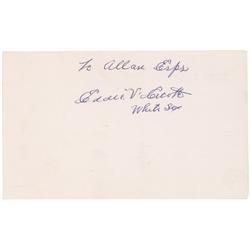 To Allan Erps
Eddie V. Cicotte
White Sox